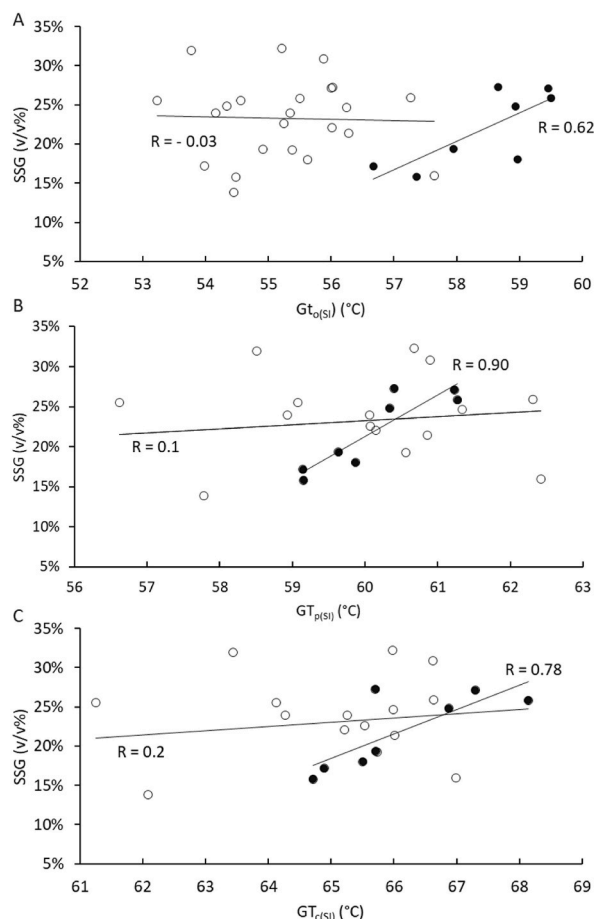 A
35%
30%
25%
20%
15%
10%
5%
SSG (v/v%)
R = - 0.03
R = 0.62
52 53 54 55 56 57 58 59 60
Gt_o(SI) (°C)
B
35%
30%
25%
20%
15%
10%
5%
SSG (v/v%)
R = 0.90
R = 0.1
56 57 58 59 60 61 62 63
GT_p(SI) (°C)
C
35%
30%
25%
20%
15%
10%
5%
SSG (v/v%)
R = 0.78
R = 0.2
61 62 63 64 65 66 67 68 69
GT_c(SI) (°C)